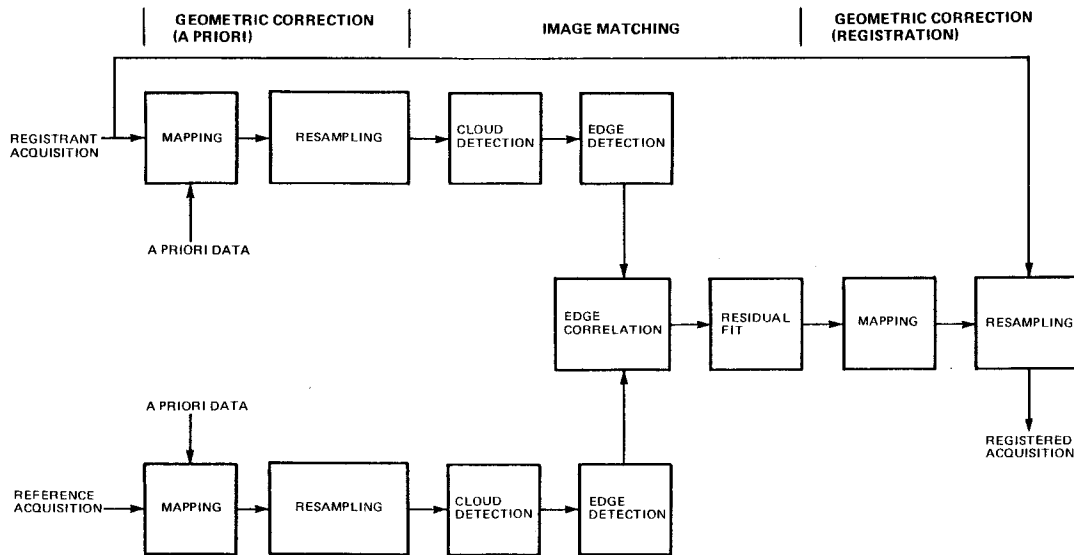 GEOMETRIC CORRECTION
(A PRIORI)
IMAGE MATCHING
GEOMETRIC CORRECTION
(REGISTRATION)
REGISTRANT
ACQUISITION
MAPPING
RESAMPLING
CLOUD
DETECTION
EDGE
DETECTION
A PRIORI DATA
EDGE
CORRELATION
RESIDUAL
FIT
MAPPING
RESAMPLING
A PRIORI DATA
REGISTERED
ACQUISITION
REFERENCE
ACQUISITION
MAPPING
RESAMPLING
CLOUD
DETECTION
EDGE
DETECTION